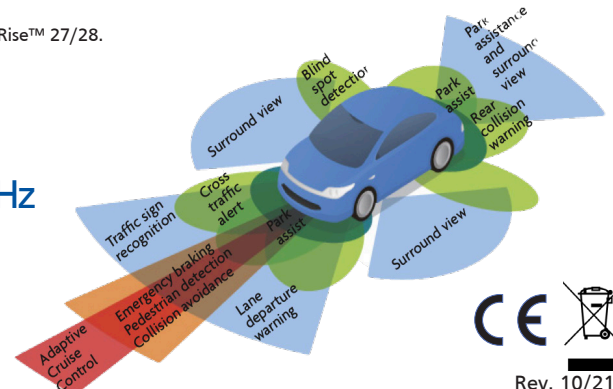 Rise™ 27/28.
Park
assistance
and
surround
view
Blind
spot
detection
Park
assist
Rear
collision
warning
Surround view
Hz
Cross
traffic
alert
Traffic sign
recognition
Park
assist
Surround view
Emergency braking
Pedestrian detection
Collision avoidance
Lane
departure
warning
Adaptive
Cruise
Control
CE
Rev. 10/21